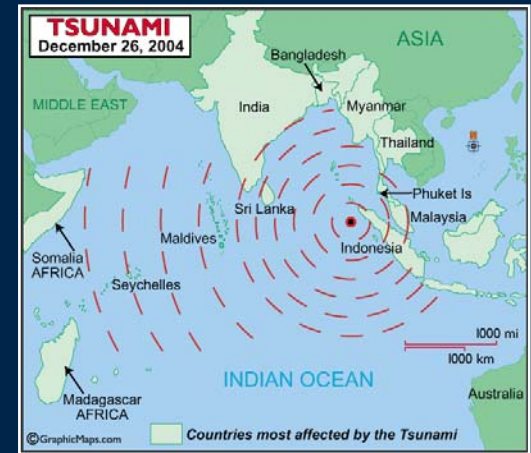 TSUNAMI
December 26, 2004
ASIA
Bangladesh
MIDDLE EAST
India
Myanmar
Thailand
Phuket Is
Sri Lanka
Malaysia
Maldives
Indonesia
Somalia
AFRICA
Seychelles
1000 mi
1000 km
INDIAN OCEAN
Madagascar
AFRICA
Australia
©GraphicMaps.com
Countries most affected by the Tsunami